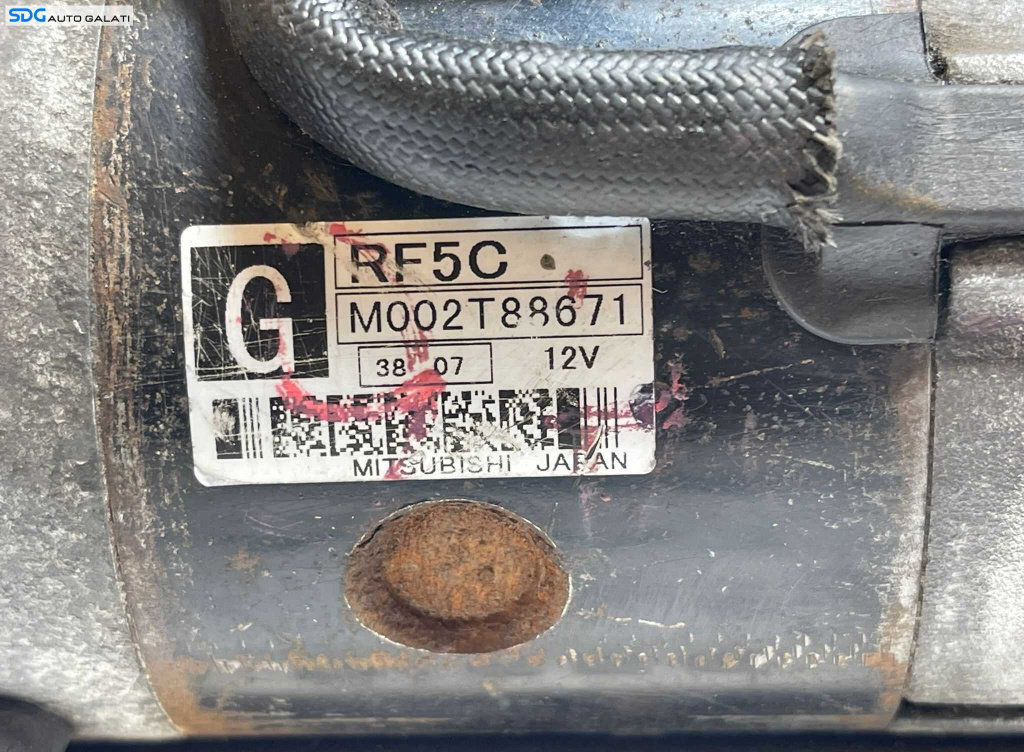 SDG AUTO GALATI
G
RF5C
M002T88671
38 07
12V
MITSUBISHI JAPAN